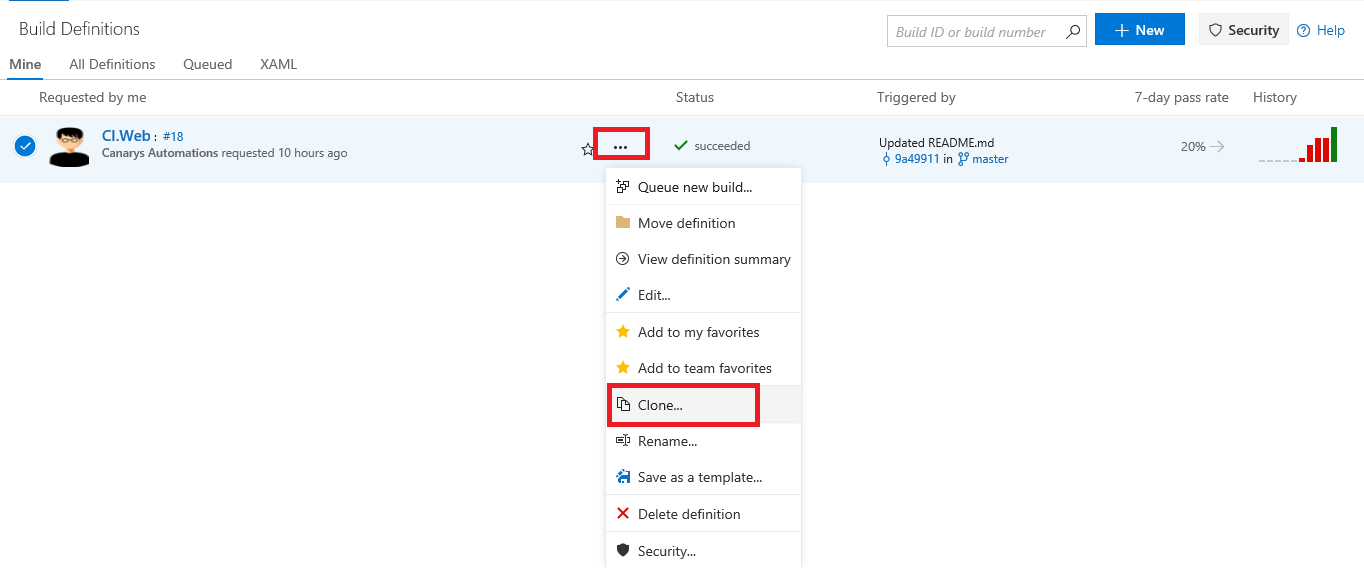 Build Definitions
Build ID or build number
New
Security
Help
Mine
All Definitions
Queued
XAML
Requested by me
Status
Triggered by
7-day pass rate
History
CI.Web : #18
Canarys Automations requested 10 hours ago
...
succeeded
Updated README.md
9a49911 in master
20%
Queue new build...
Move definition
View definition summary
Edit...
Add to my favorites
Add to team favorites
Clone...
Rename...
Save as a template...
Delete definition
Security...